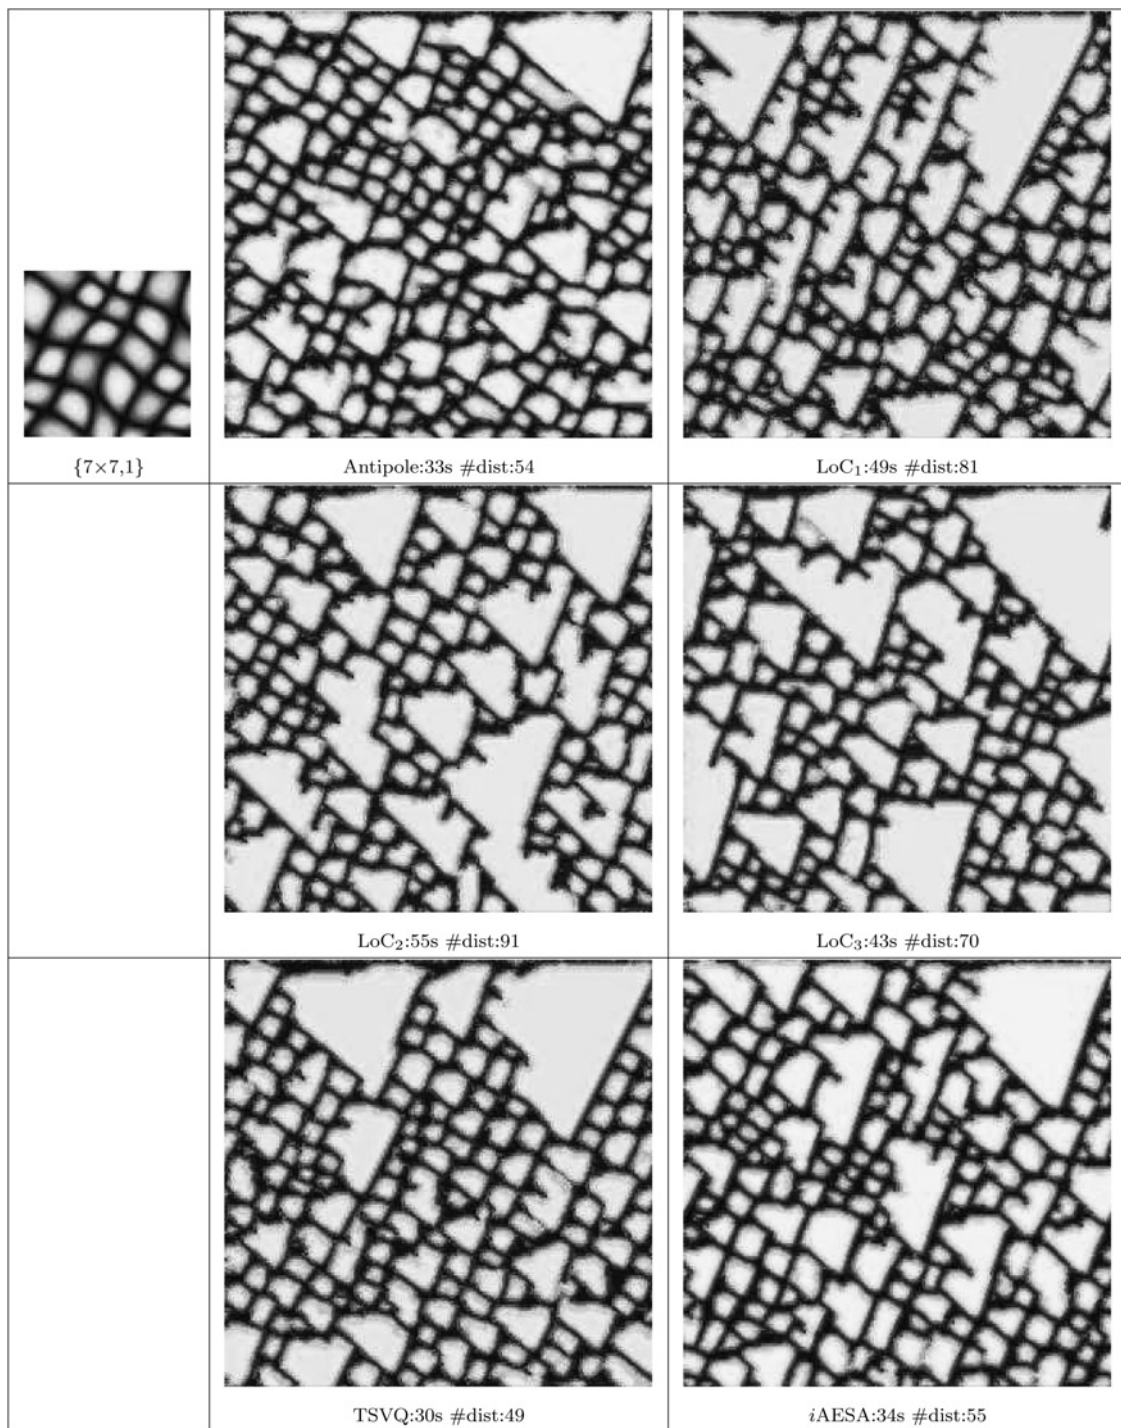 {7×7,1}
Antipole:33s #dist:54
LoC₁:49s #dist:81
LoC₂:55s #dist:91
LoC₃:43s #dist:70
TSVQ:30s #dist:49
iAESA:34s #dist:55